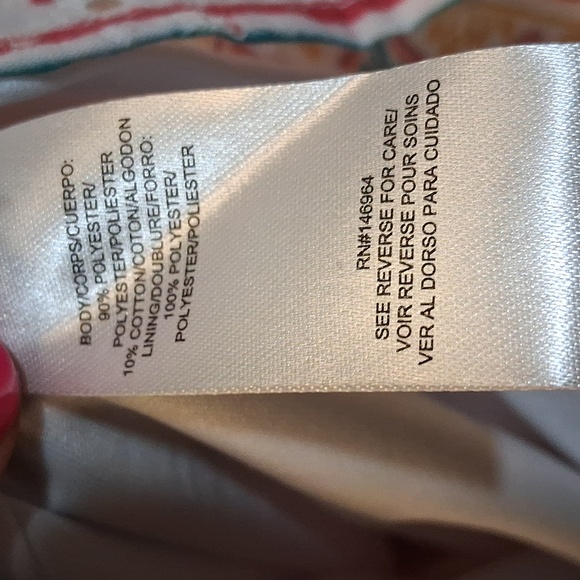 BODY/CORPS/CUERPO:
90% POLYESTER/
POLYESTER/POLIESTER
10% COTTON/COTON/ALGODON
LINING/DOUBLURE/FORRO:
100% POLYESTER/
POLYESTER/POLIESTER
RN#146964
SEE REVERSE FOR CARE/
VOIR REVERSE POUR SOINS
VER AL DORSO PARA CUIDADO